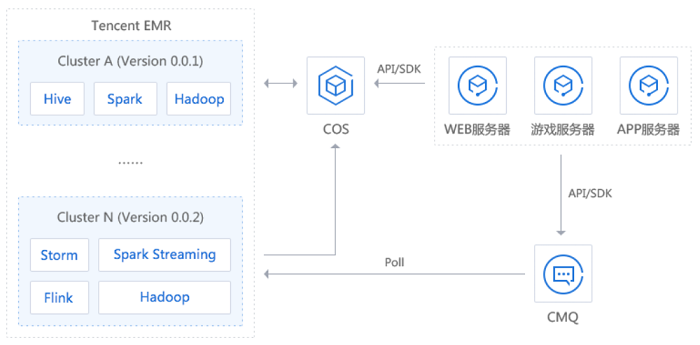 Tencent EMR
Cluster A (Version 0.0.1)
Hive
Spark
Hadoop
......
Cluster N (Version 0.0.2)
Storm
Spark Streaming
Flink
Hadoop
COS
API/SDK
WEB服务器
游戏服务器
APP服务器
API/SDK
Poll
CMQ